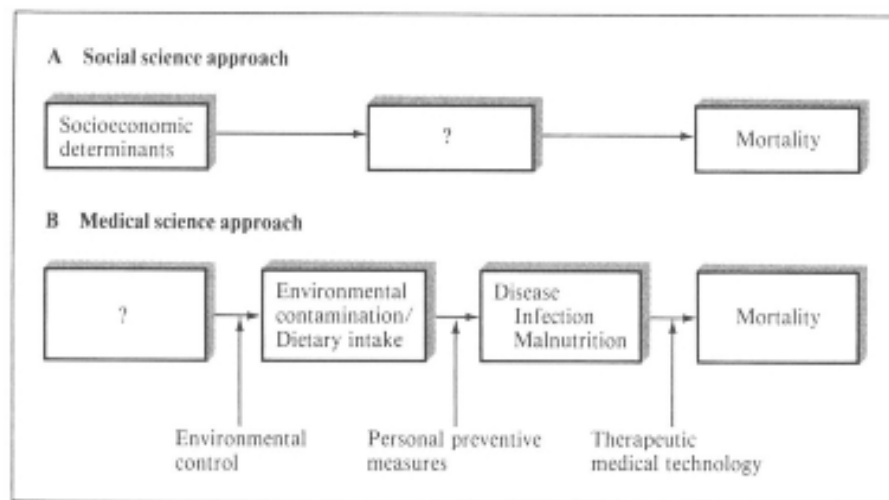 A Social science approach
Socioeconomic
determinants
?
Mortality
B Medical science approach
?
Environmental
contamination/
Dietary intake
Disease
Infection
Malnutrition
Mortality
Environmental
control
Personal preventive
measures
Therapeutic
medical technology